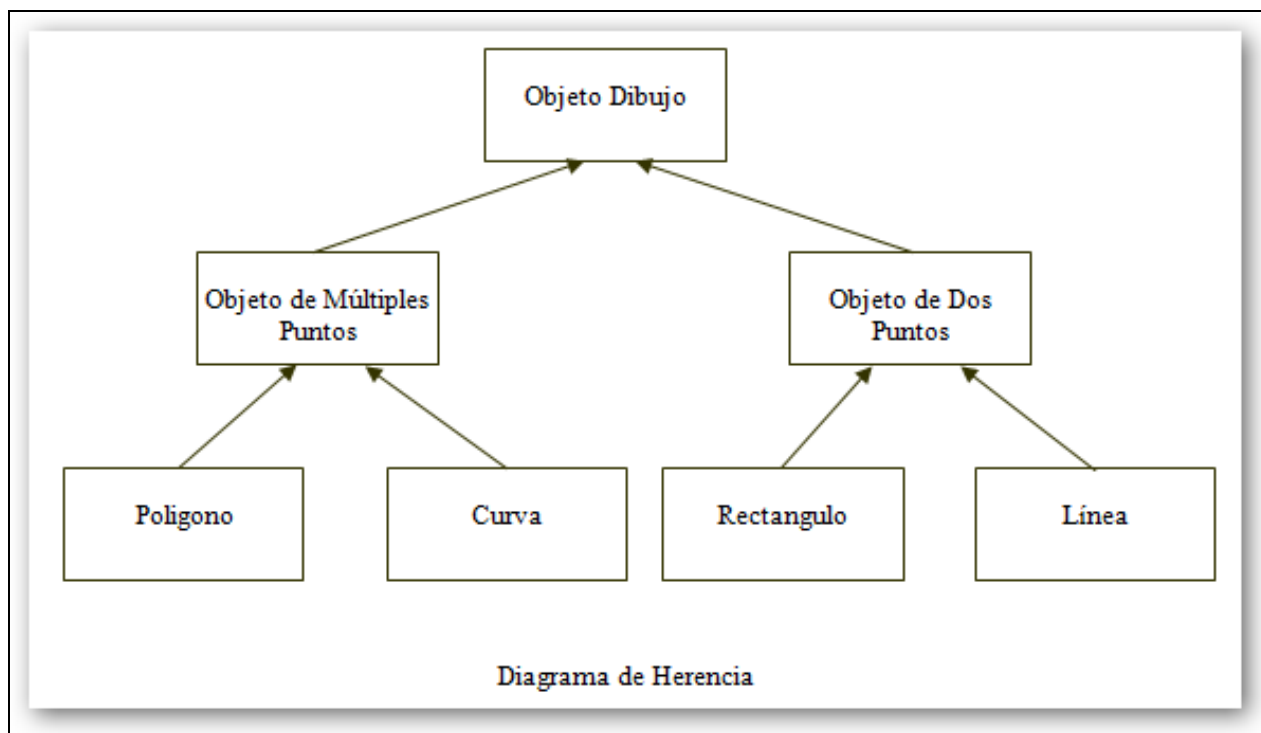 Objeto Dibujo
Objeto de Múltiples
Puntos
Objeto de Dos
Puntos
Poligono
Curva
Rectangulo
Línea
Diagrama de Herencia